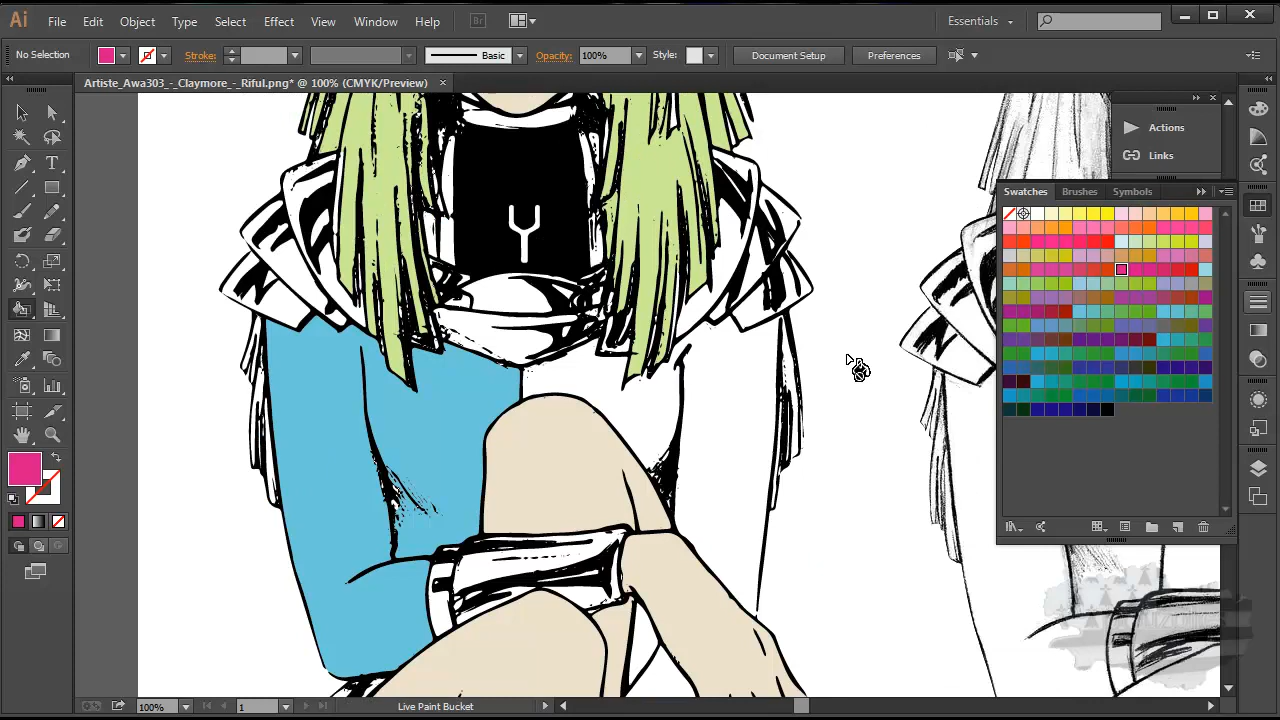 Ai File Edit Object Type Select Effect View Window Help Br Essentials
No Selection Stroke: Basic Opacity: 100% Style: Document Setup Preferences
Artiste_Awa303_-_Claymore_-_Riful.png* @ 100% (CMYK/Preview) ×
Actions
Links
Swatches Brushes Symbols
100% 1 Live Paint Bucket